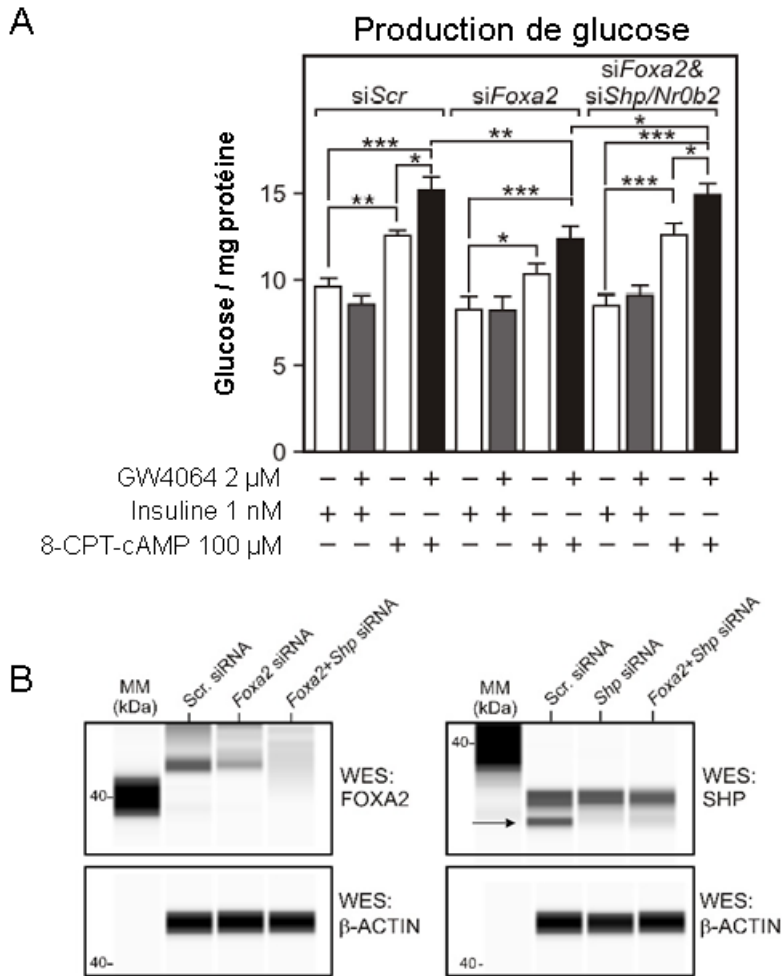 A
Production de glucose
siScr
siFoxa2
siFoxa2&
siShp/Nr0b2
*** * ** ** *** * * *** *** *
Glucose / mg protéine
15
10
5
0
GW4064 2 µM − + − + − + − + − + − +
Insuline 1 nM + + − − + + − − + + − −
8-CPT-cAMP 100 µM − − + + − − + + − − + +
B
MM
(kDa)
Scr. siRNA
Foxa2 siRNA
Foxa2+Shp siRNA
40-
WES:
FOXA2
40-
WES:
β-ACTIN
MM
(kDa)
Scr. siRNA
Shp siRNA
Foxa2+Shp siRNA
40-
WES:
SHP
40-
WES:
β-ACTIN